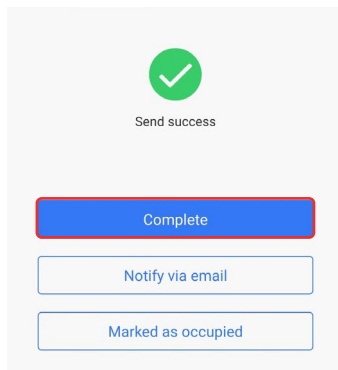 Send success
Complete
Notify via email
Marked as occupied